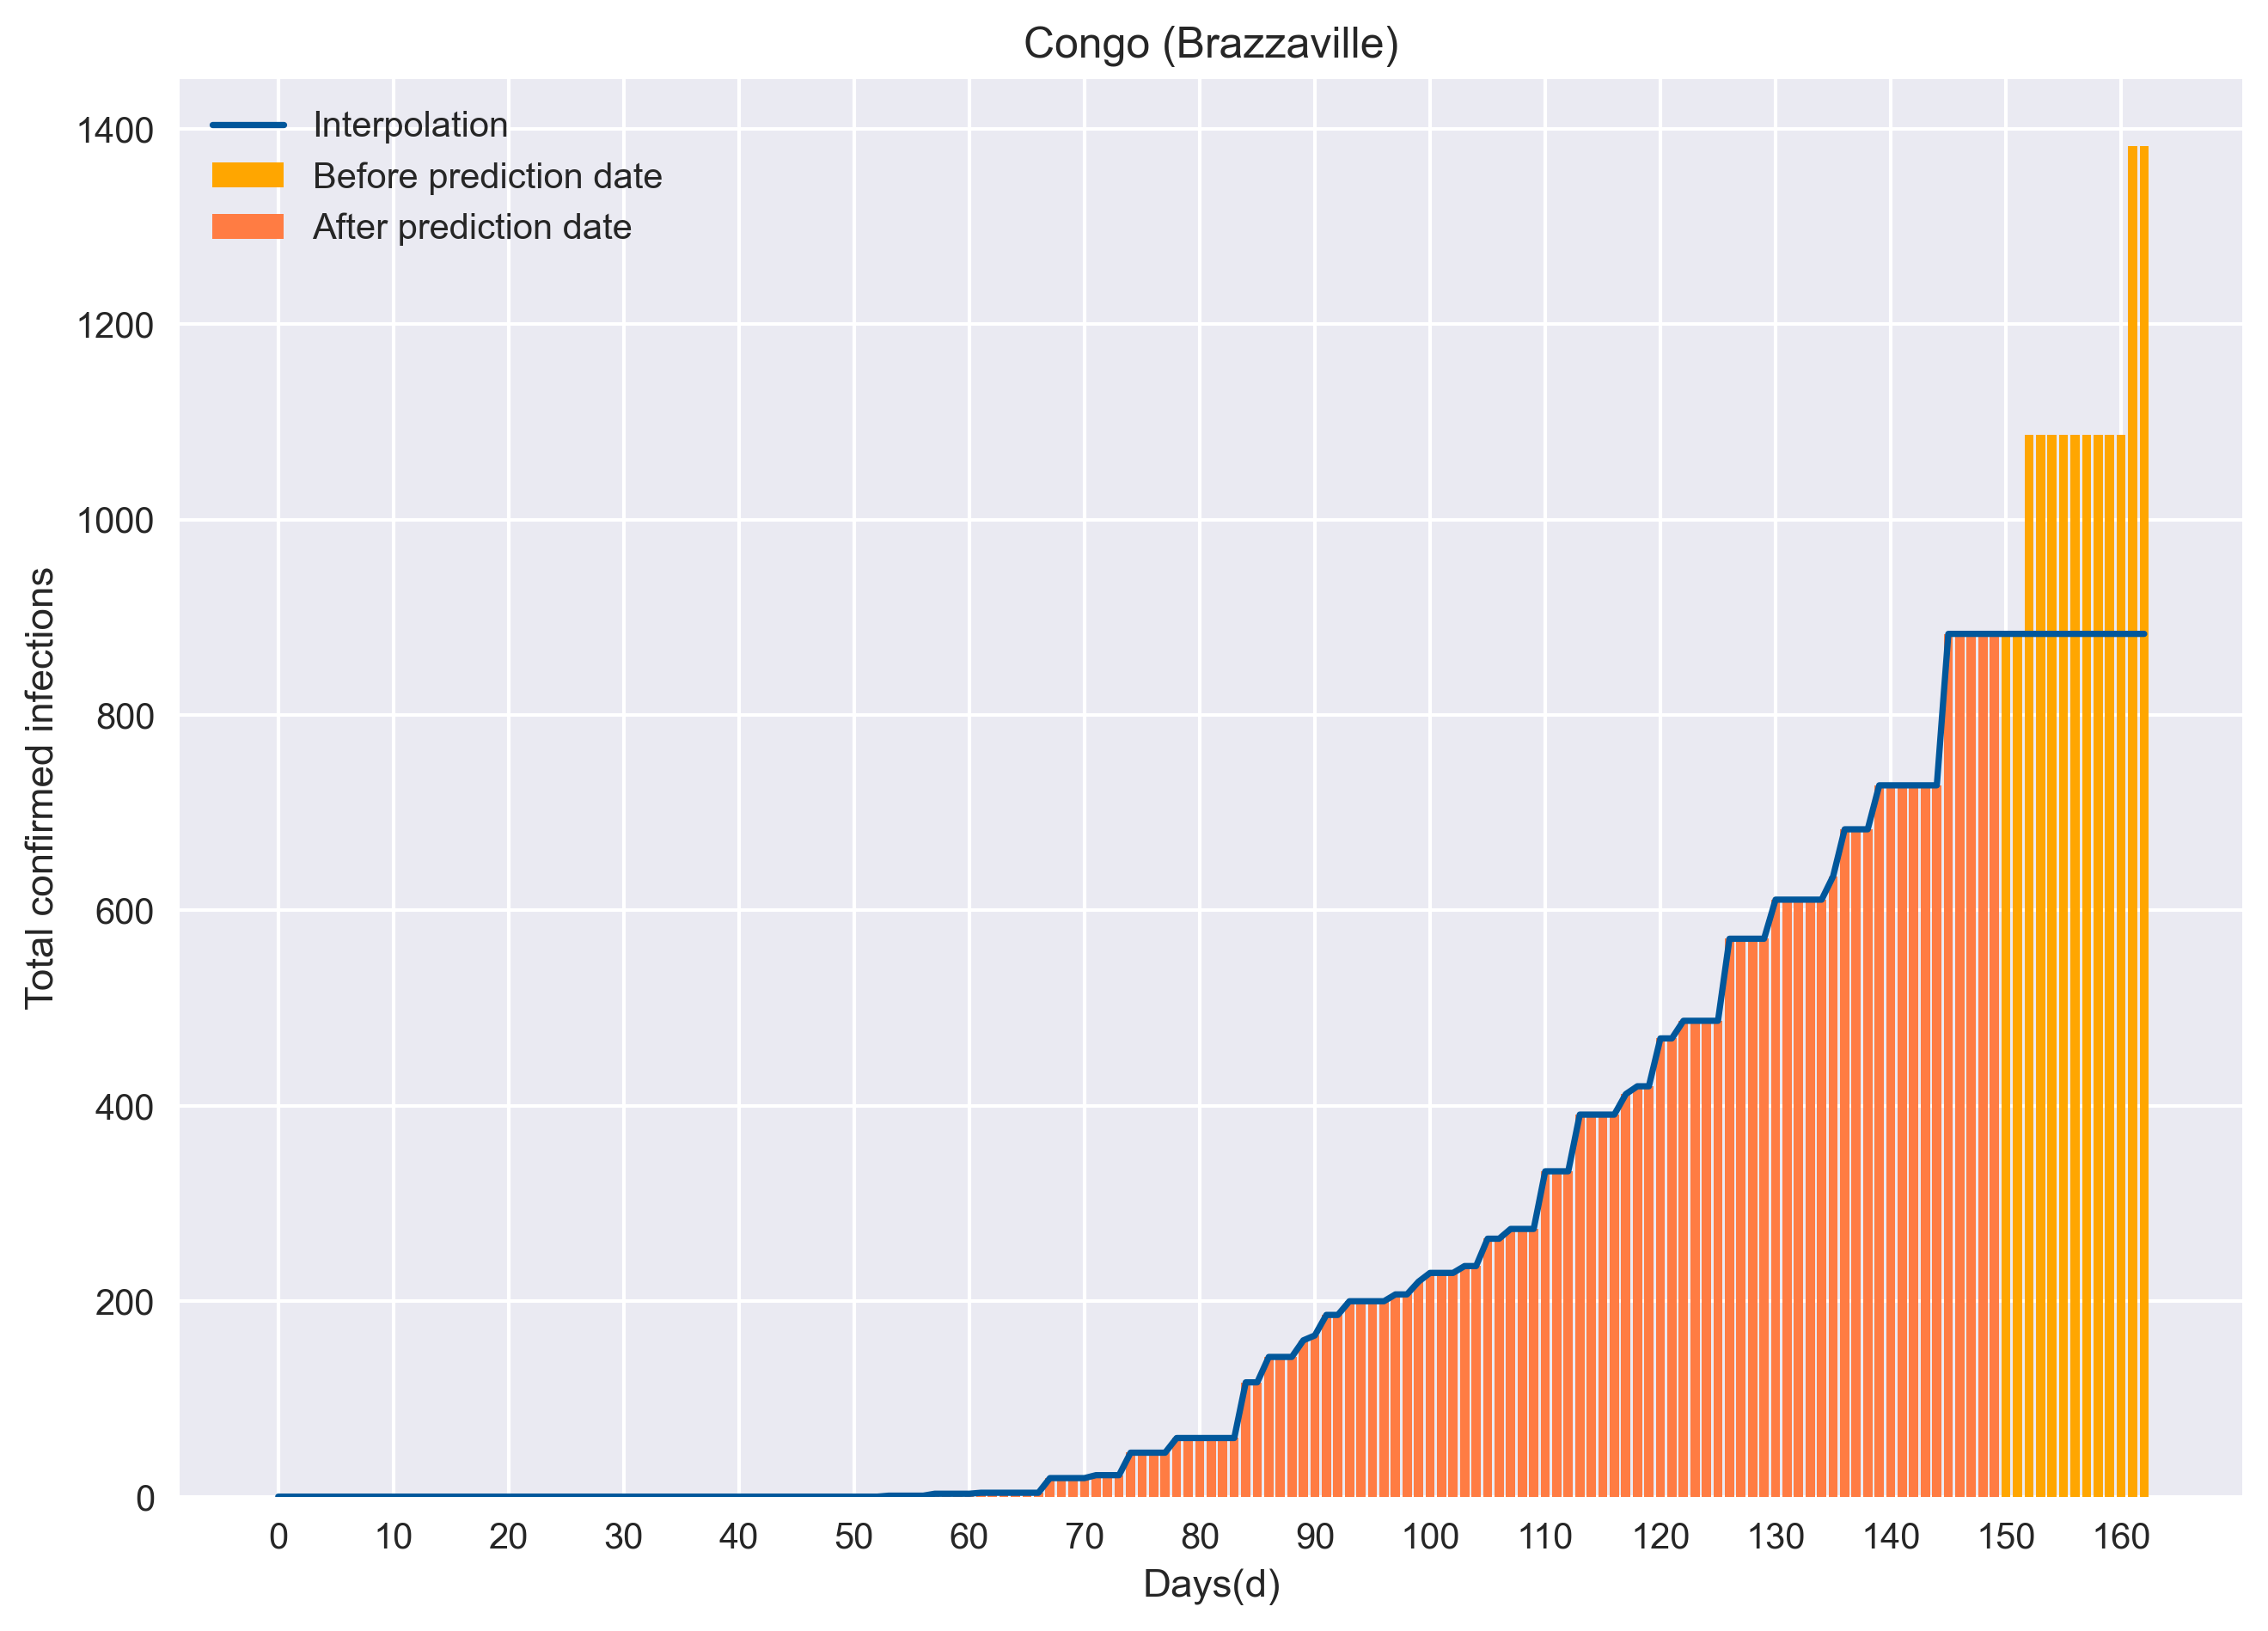 Congo (Brazzaville)
Interpolation
Before prediction date
After prediction date
1400
1200
1000
800
600
400
200
0
Total confirmed infections
0 10 20 30 40 50 60 70 80 90 100 110 120 130 140 150 160
Days(d)